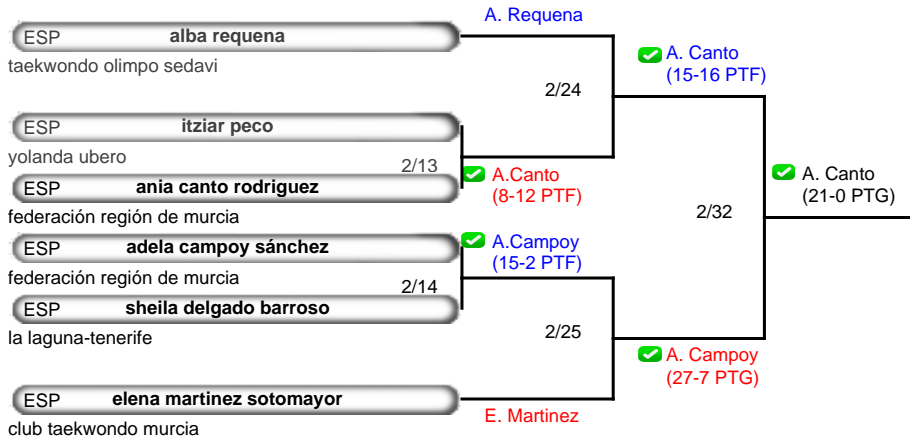 A. Requena
ESP alba requena
taekwondo olimpo sedavi
A. Canto
(15-16 PTF)
2/24
ESP itziar peco
yolanda ubero
2/13
A.Canto
(8-12 PTF)
ESP ania canto rodriguez
federación región de murcia
A. Canto
(21-0 PTG)
2/32
ESP adela campoy sánchez
federación región de murcia
A.Campoy
(15-2 PTF)
2/14
ESP sheila delgado barroso
la laguna-tenerife
2/25
A. Campoy
(27-7 PTG)
ESP elena martinez sotomayor
club taekwondo murcia
E. Martinez